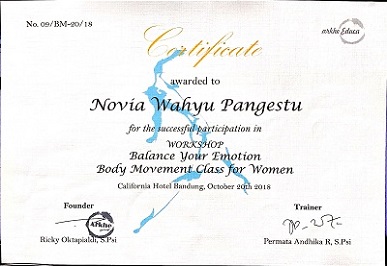 No. 09/BM-20/18
arkhe Educa
Certificate
awarded to
Novia Wahyu Pangestu
for the successful participation in
WORKSHOP
Balance Your Emotion
Body Movement Class for Women
California Hotel Bandung, October 20th 2018
Founder
Trainer
Arkhe
Ricky Oktapialdi, S.Psi
Permata Andhika R, S.Psi